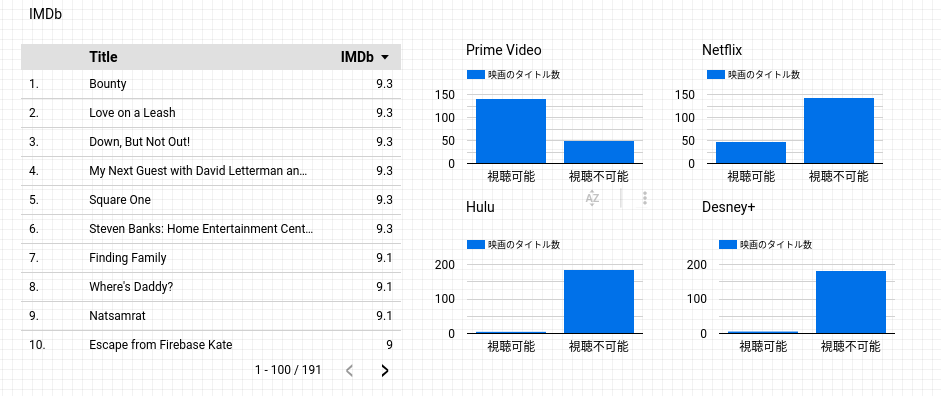 IMDb
Title IMDb
1. Bounty 9.3
2. Love on a Leash 9.3
3. Down, But Not Out! 9.3
4. My Next Guest with David Letterman an... 9.3
5. Square One 9.3
6. Steven Banks: Home Entertainment Cent... 9.3
7. Finding Family 9.1
8. Where's Daddy? 9.1
9. Natsamrat 9.1
10. Escape from Firebase Kate 9
1 - 100 / 191
Prime Video
映画のタイトル数
150
100
50
0
視聴可能 視聴不可能
Netflix
映画のタイトル数
150
100
50
0
視聴可能 視聴不可能
AZ
Hulu
映画のタイトル数
200
100
0
視聴可能 視聴不可能
Desney+
映画のタイトル数
200
100
0
視聴可能 視聴不可能